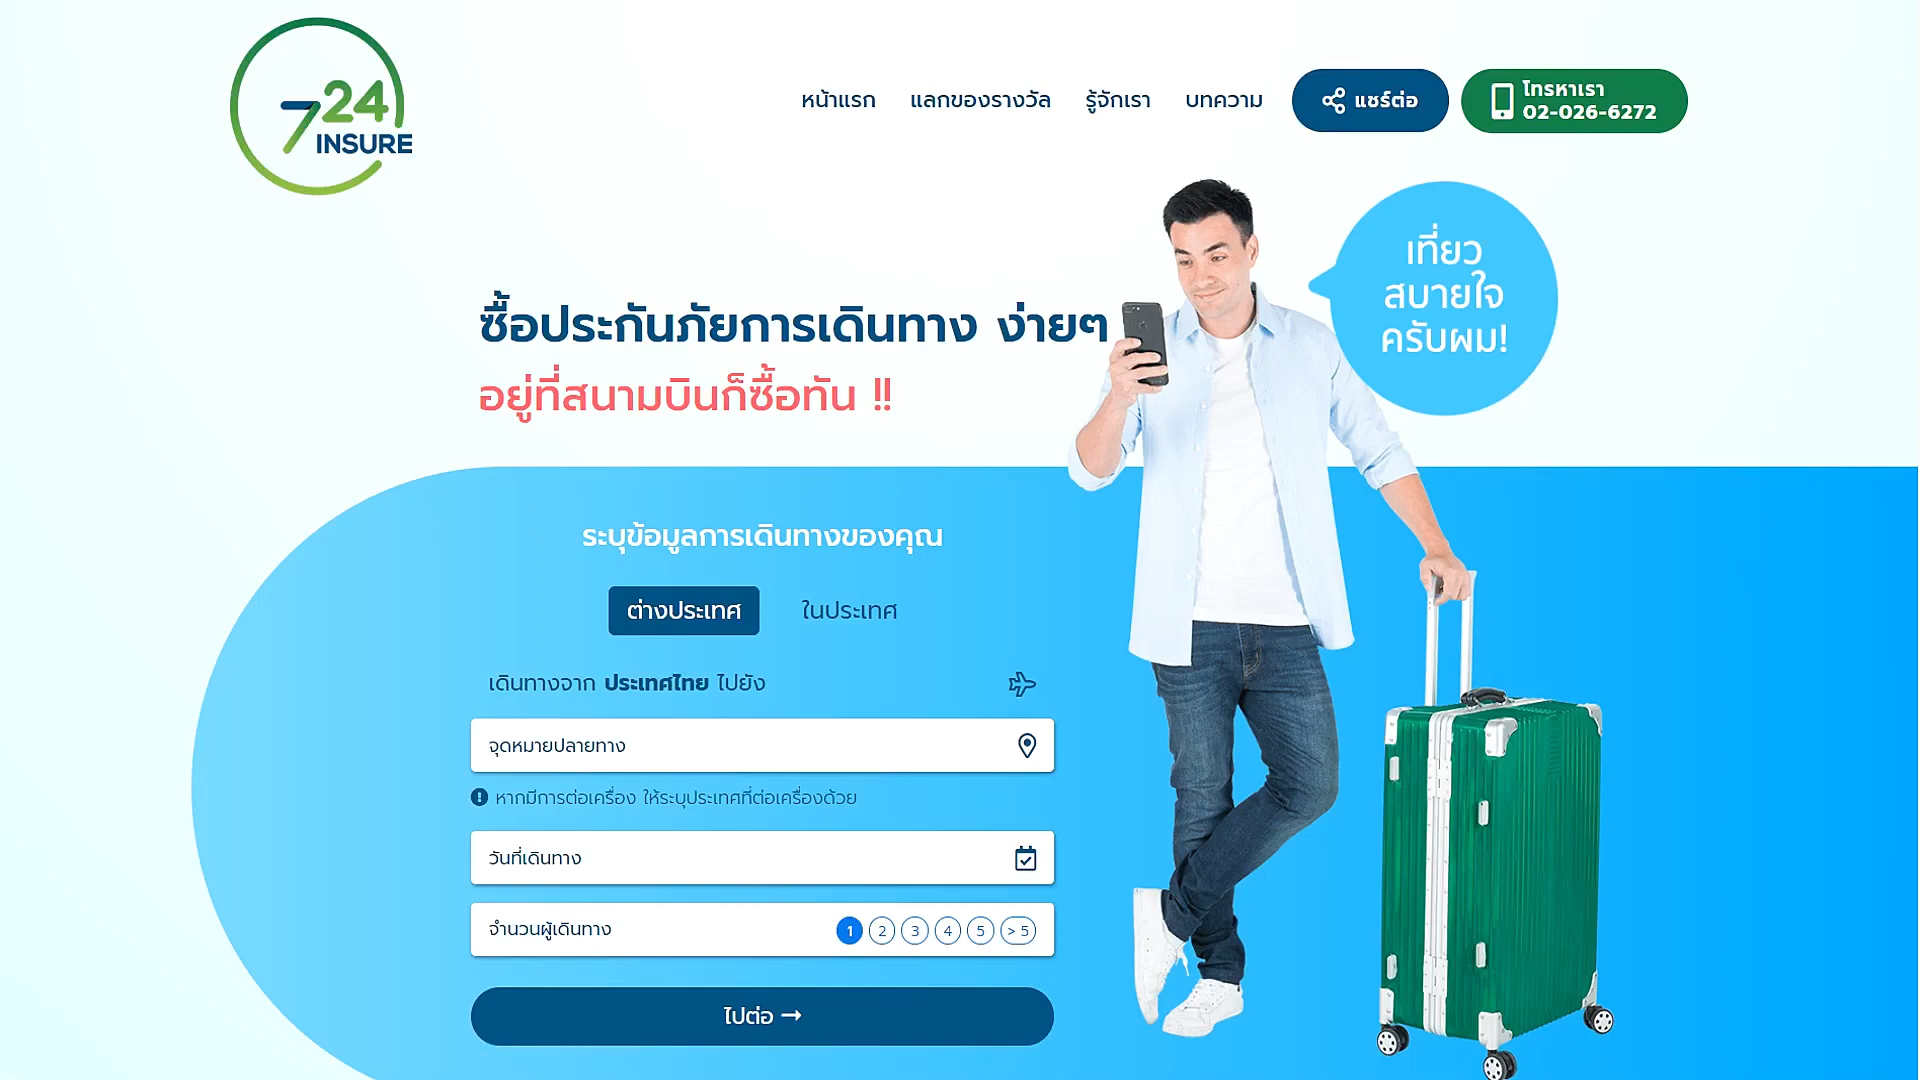 724
INSURE
หน้าแรก
แลกของรางวัล
รู้จักเรา
บทความ
แชร์ต่อ
โทรหาเรา
02-026-6272
เที่ยว
สบายใจ
ครับผม!
ซื้อประกันภัยการเดินทาง ง่ายๆ
อยู่ที่สนามบินก็ซื้อทัน !!
ระบุข้อมูลการเดินทางของคุณ
ต่างประเทศ
ในประเทศ
เดินทางจาก ประเทศไทย ไปยัง
จุดหมายปลายทาง
หากมีการต่อเครื่อง ให้ระบุประเทศที่ต่อเครื่องด้วย
วันที่เดินทาง
จำนวนผู้เดินทาง 1 2 3 4 5 > 5
ไปต่อ →